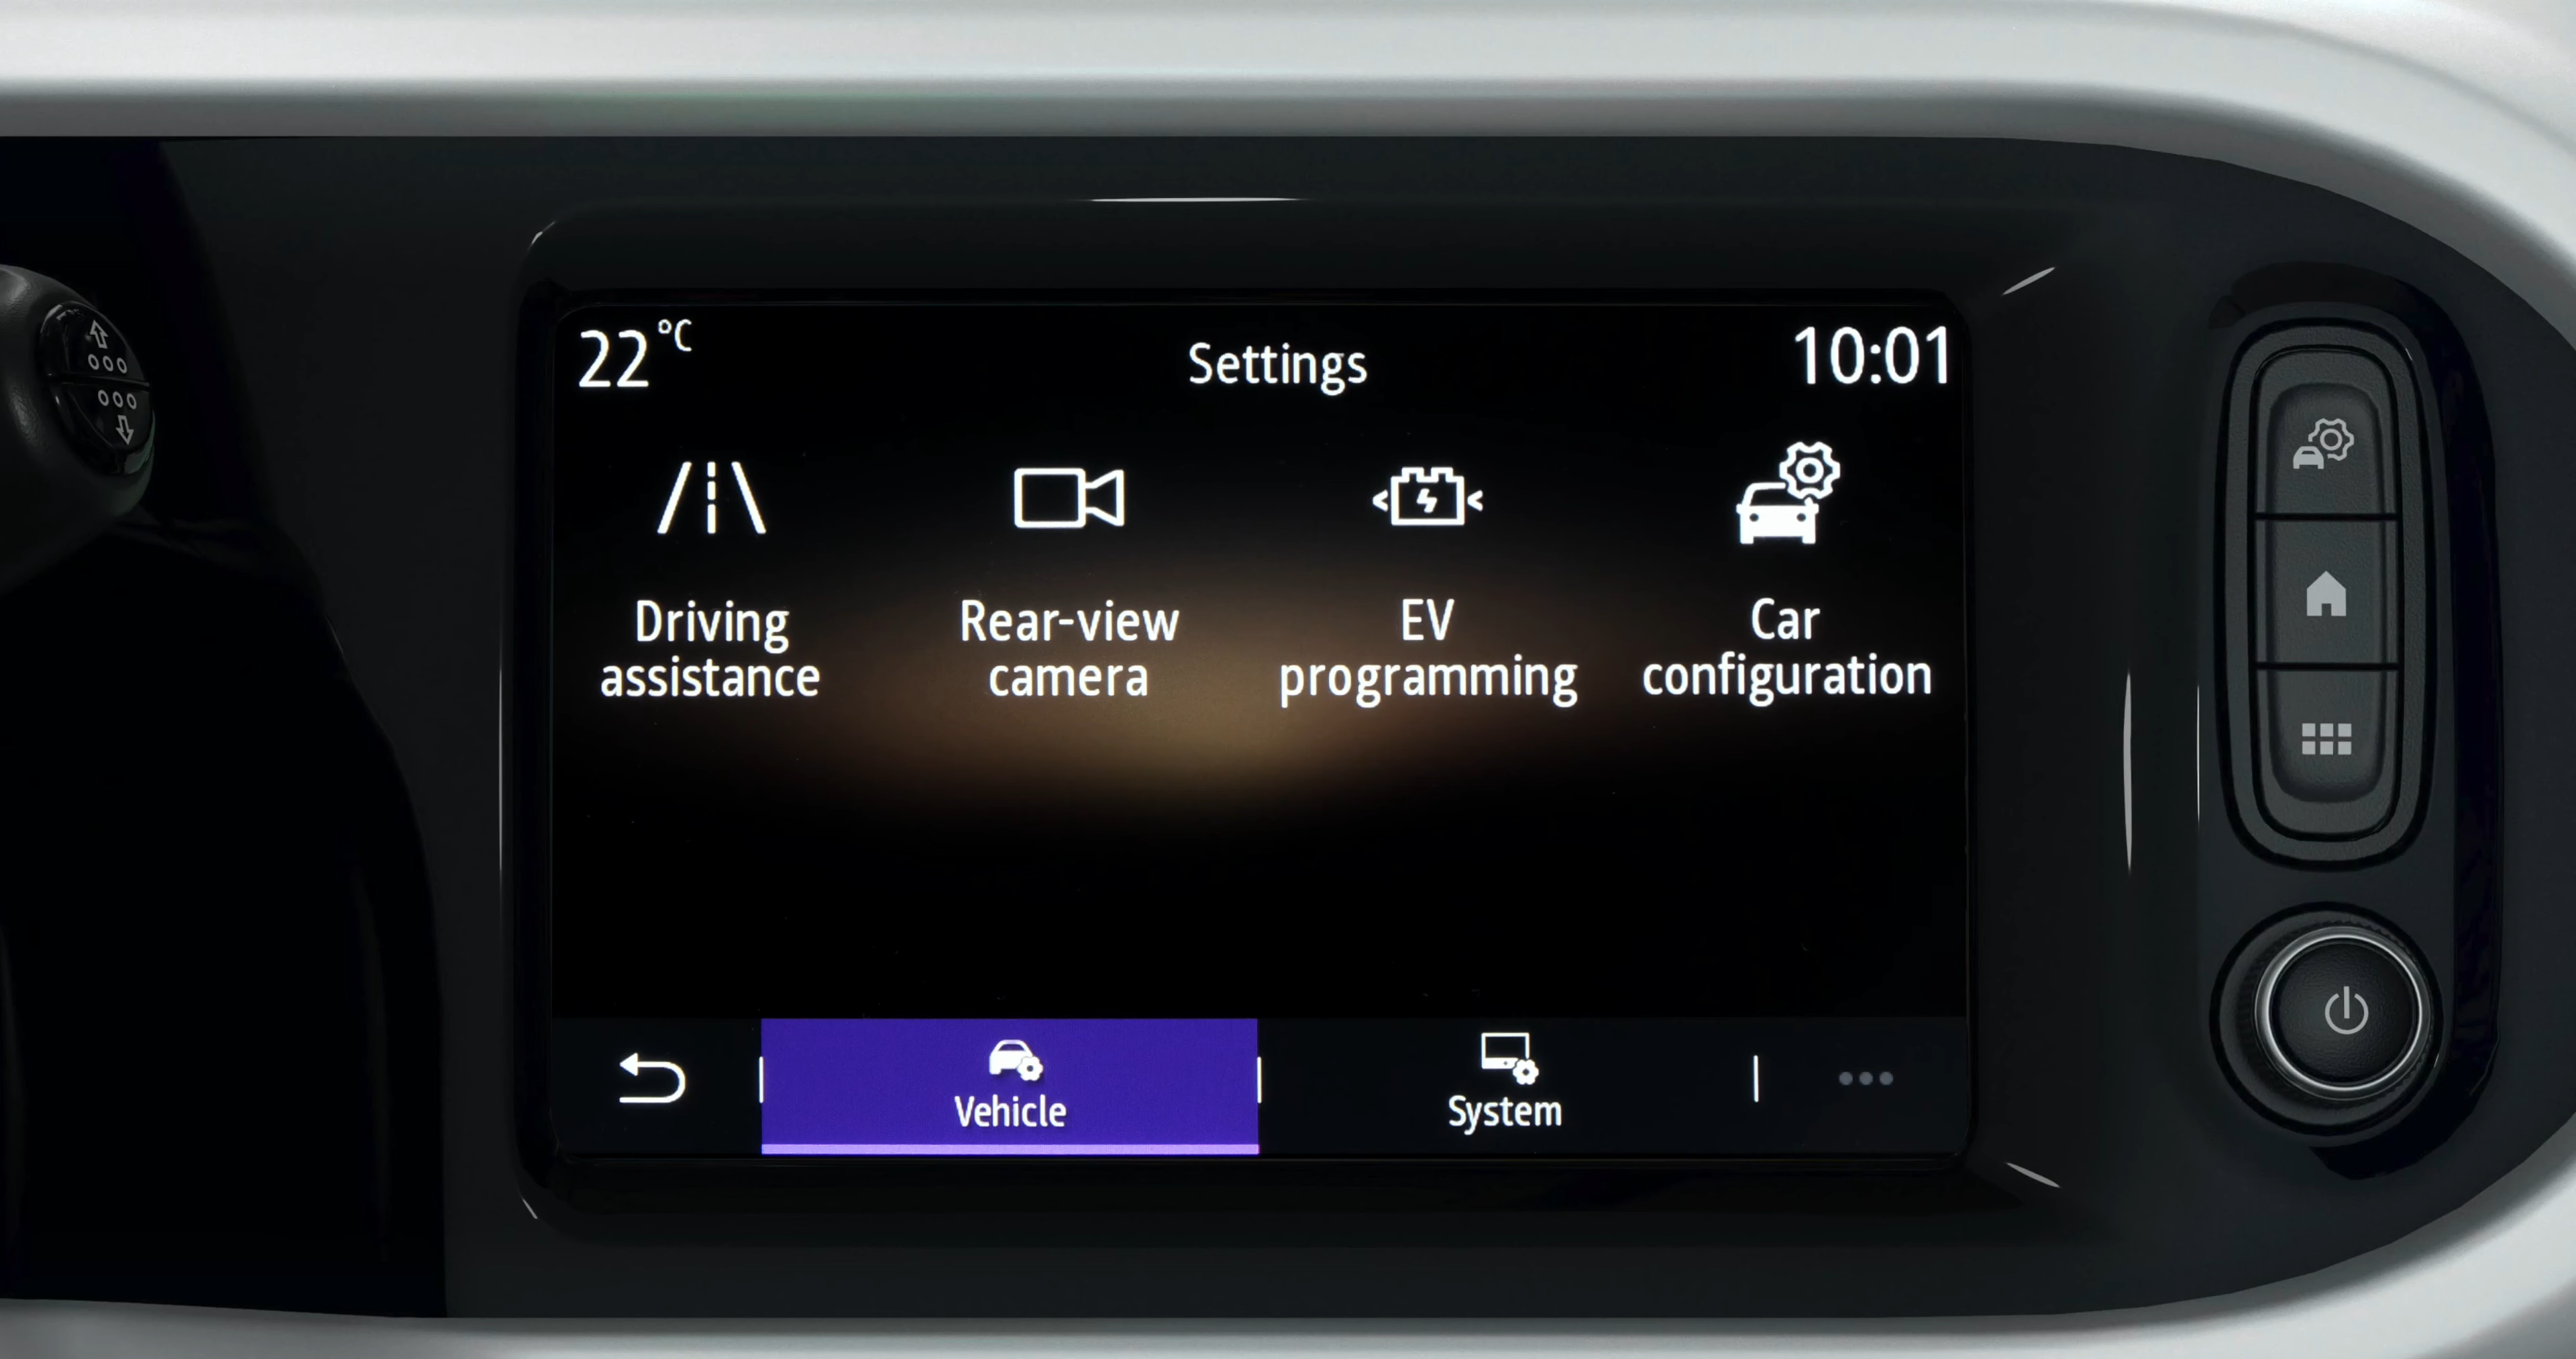 22 °C
Settings
10:01
Driving
assistance
Rear-view
camera
EV
programming
Car
configuration
Vehicle
System